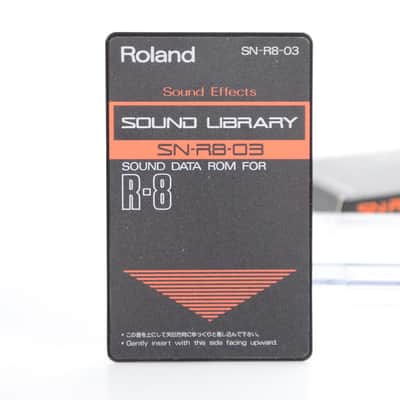 Roland SN-R8-03
Sound Effects
SOUND LIBRARY
SN-R8-03
SOUND DATA ROM FOR
R-8
• この面を上にして矢印方向にゆっくりと差し込んで下さい。
• Gently insert with this side facing upward.
SN-R